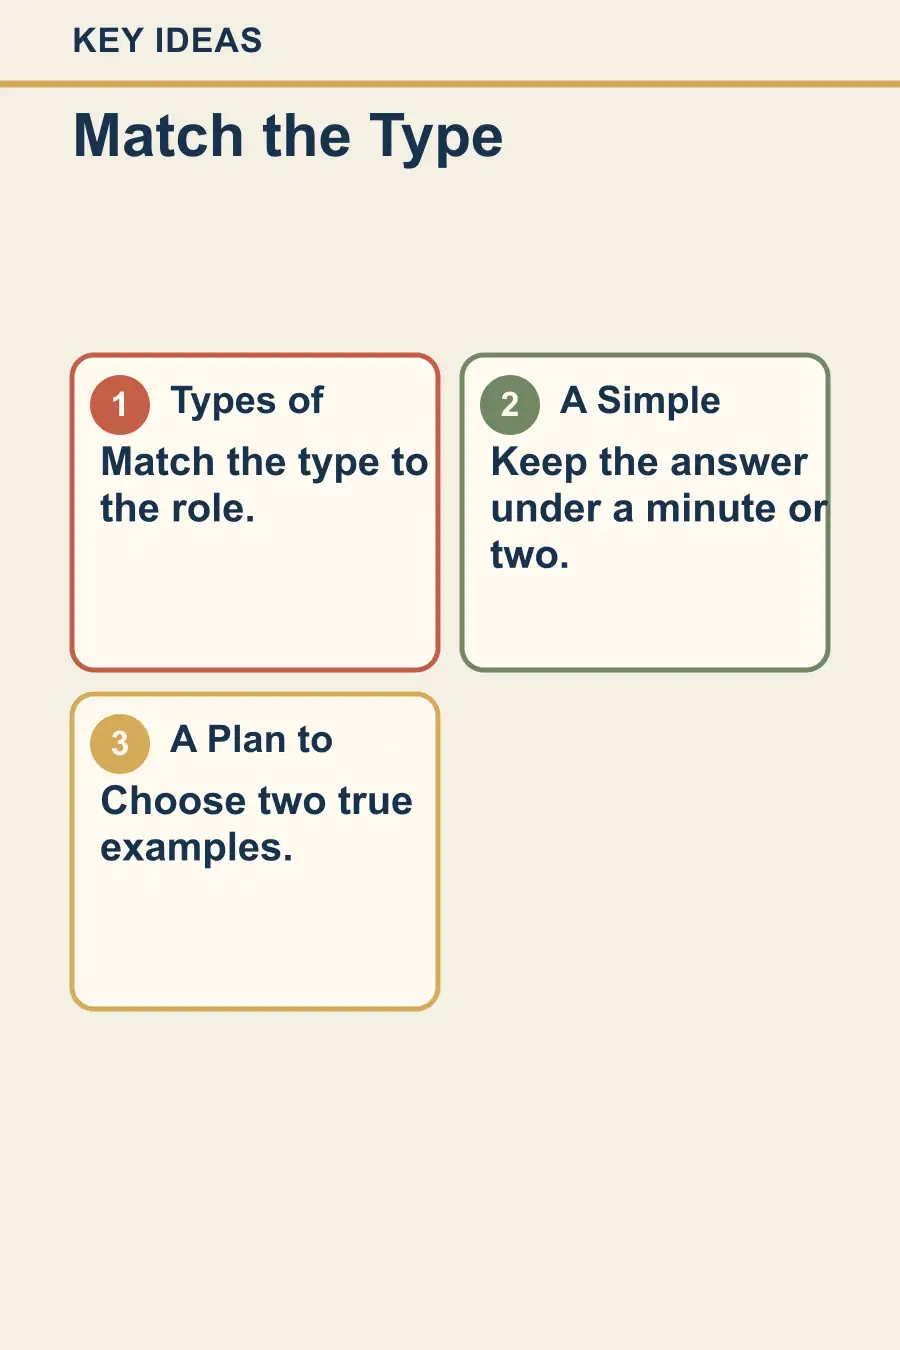 KEY IDEAS
Match the Type
1 Types of
Match the type to
the role.
2 A Simple
Keep the answer
under a minute or
two.
3 A Plan to
Choose two true
examples.